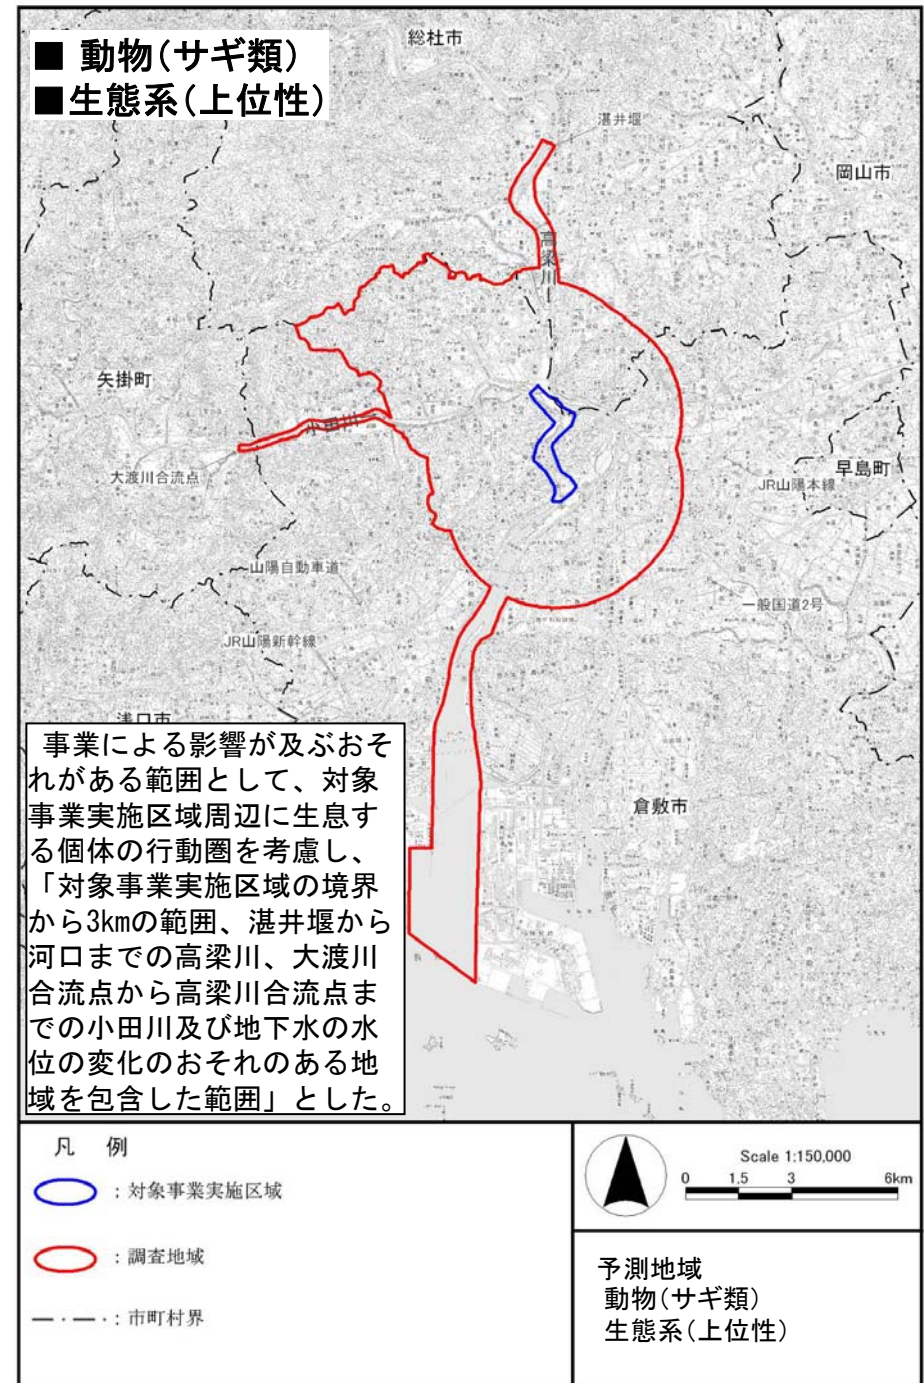 ■ 動物(サギ類)
■生態系(上位性)
総社市
湛井堰
岡山市
高梁川
矢掛町
小田川
大渡川合流点
早島町
JR山陽本線
山陽自動車道
一般国道2号
JR山陽新幹線
浅口市
倉敷市
事業による影響が及ぶおそ
れがある範囲として、対象
事業実施区域周辺に生息す
る個体の行動圏を考慮し、
「対象事業実施区域の境界
から3kmの範囲、湛井堰から
河口までの高梁川、大渡川
合流点から高梁川合流点ま
での小田川及び地下水の水
位の変化のおそれのある地
域を包含した範囲」とした。
凡 例
:対象事業実施区域
:調査地域
:市町村界
Scale 1:150,000
0 1.5 3 6km
予測地域
動物(サギ類)
生態系(上位性)